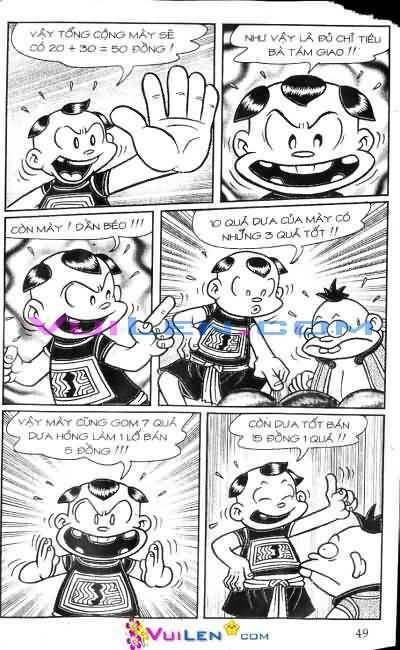 VẬY TỔNG CỘNG MÀY SẼ
CÓ 20 + 30 = 50 ĐỒNG !
NHƯ VẬY LÀ ĐỦ CHỈ TIÊU
BÀ TÁM GIAO !!
CÒN MÀY ! DẦN BÉO !!!
10 QUẢ DƯA CỦA MÀY CÓ
NHỮNG 3 QUẢ TỐT !!
VUILEN.COM
VẬY MÀY CŨNG GOM 7 QUẢ
DƯA HỎNG LÀM 1 LÔ BÁN
5 ĐỒNG !!!
CÒN DƯA TỐT BÁN
15 ĐỒNG 1 QUẢ !!
49
VUILEN.COM